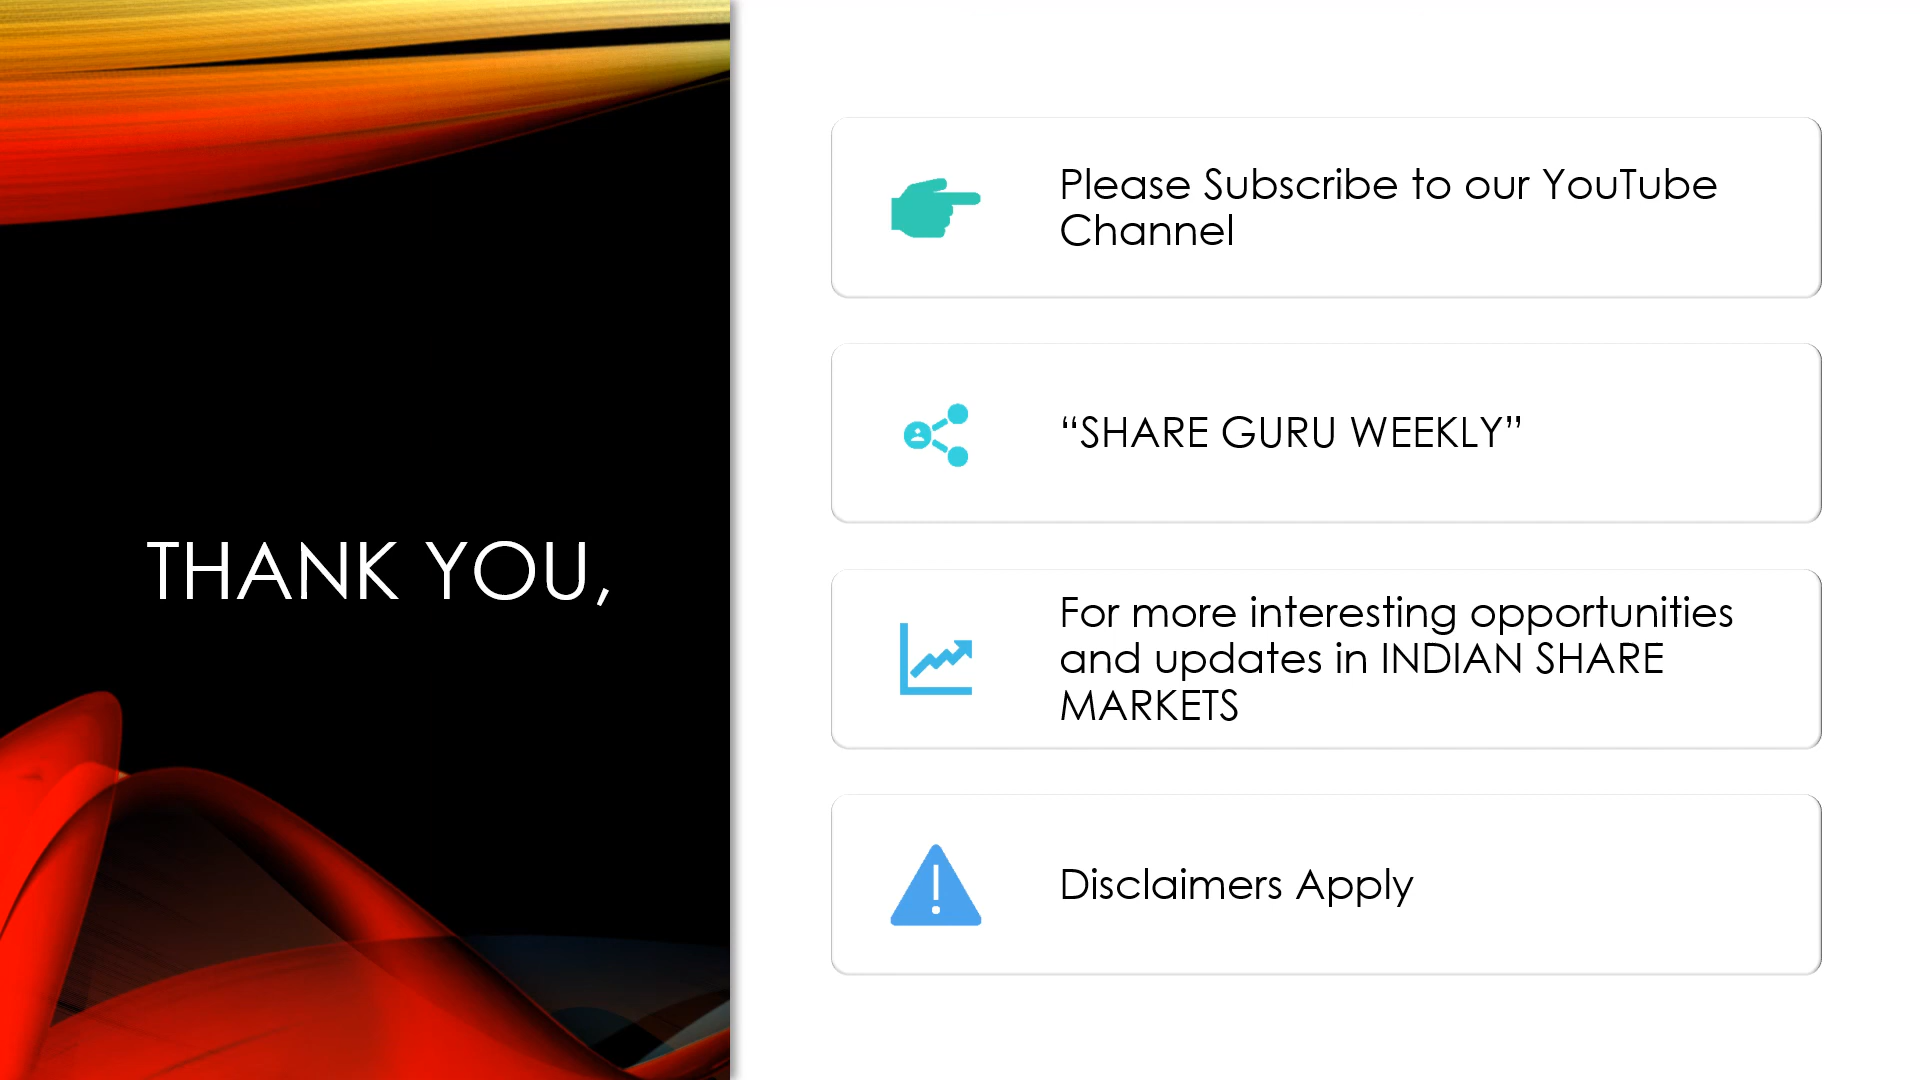 THANK YOU,
Please Subscribe to our YouTube
Channel
“SHARE GURU WEEKLY”
For more interesting opportunities
and updates in INDIAN SHARE
MARKETS
Disclaimers Apply